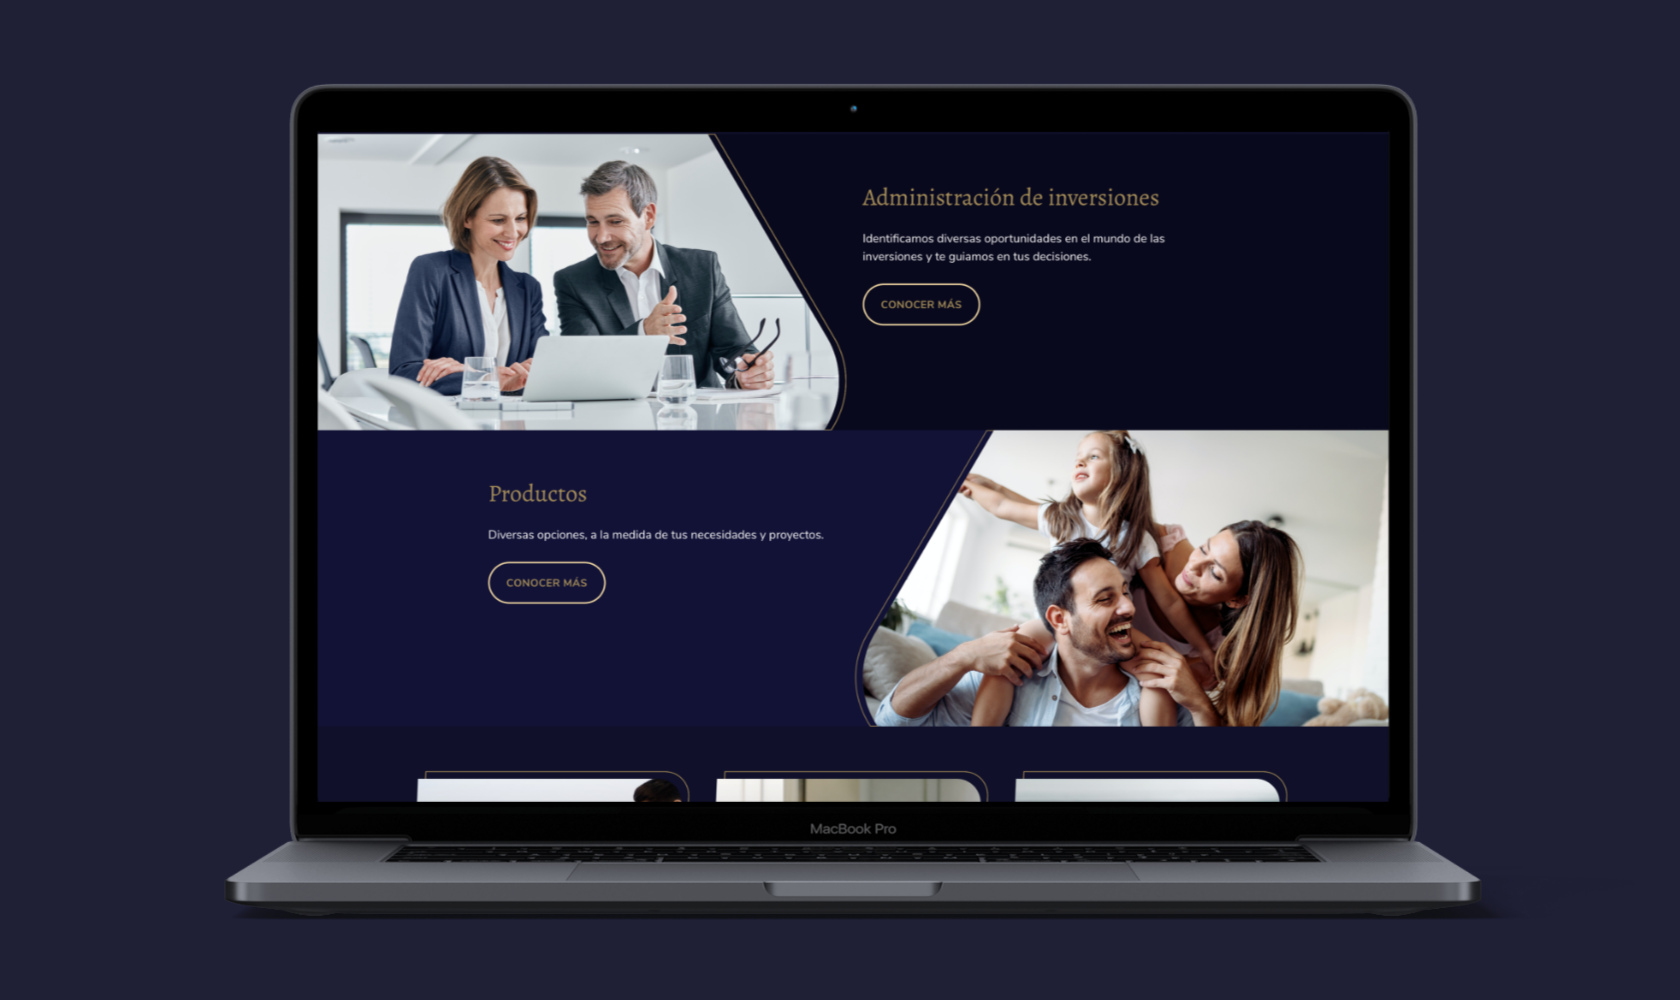 Administración de inversiones
Identificamos diversas oportunidades en el mundo de las
inversiones y te guiamos en tus decisiones.
CONOCER MÁS
Productos
Diversas opciones, a la medida de tus necesidades y proyectos.
CONOCER MÁS
MacBook Pro